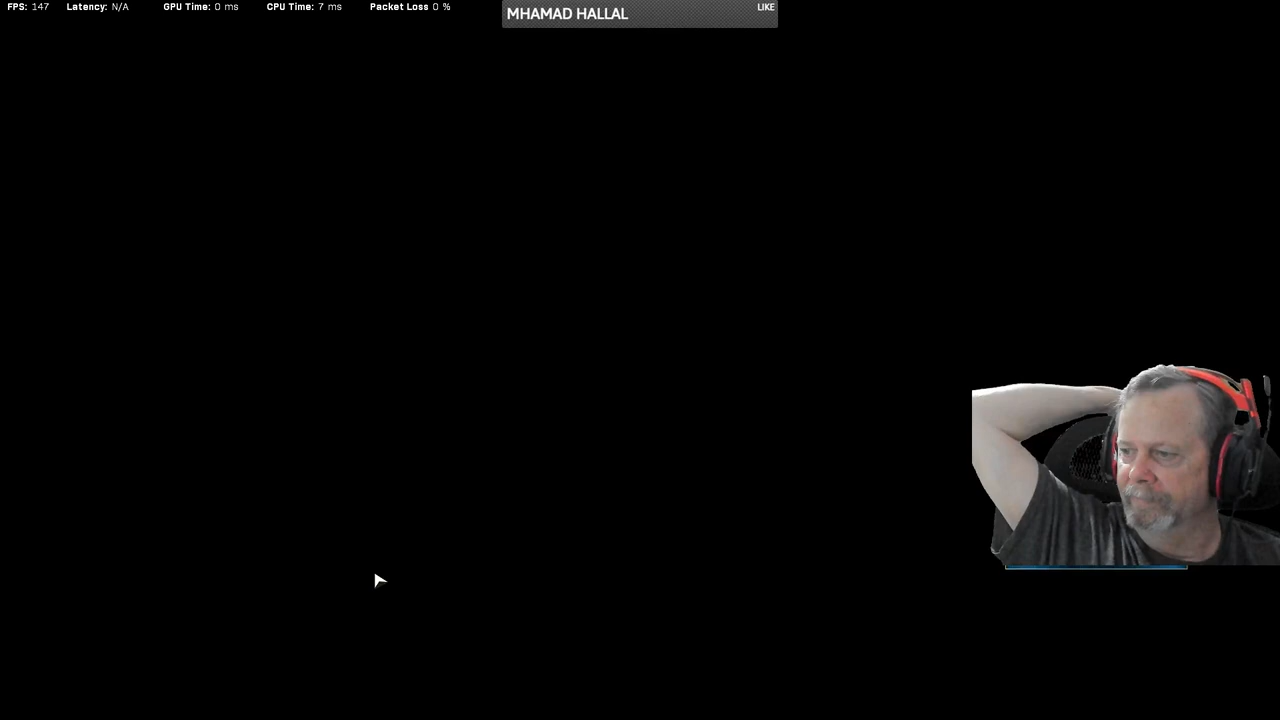 FPS: 147 Latency: N/A GPU Time: 0 ms CPU Time: 7 ms Packet Loss 0 %
MHAMAD HALLAL LIKE